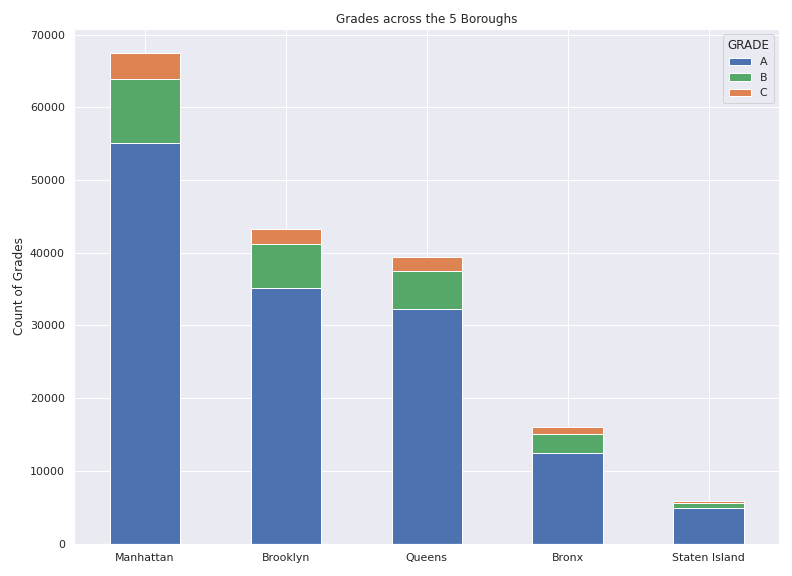 Grades across the 5 Boroughs
GRADE
A
B
C
Count of Grades
70000
60000
50000
40000
30000
20000
10000
0
Manhattan Brooklyn Queens Bronx Staten Island